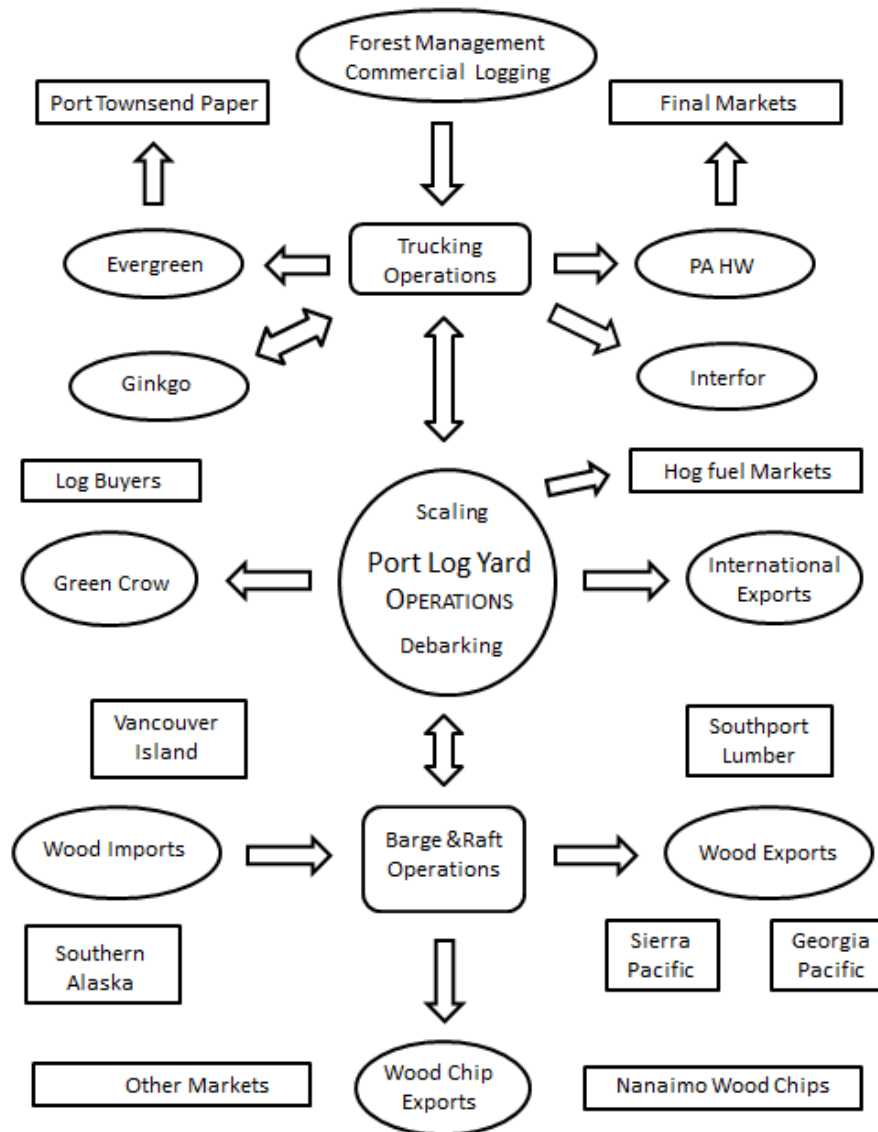 Forest Management
Commercial Logging
Port Townsend Paper
Final Markets
Trucking
Operations
Evergreen
PA HW
Ginkgo
Interfor
Log Buyers
Hog fuel Markets
Scaling
Port Log Yard
OPERATIONS
Debarking
Green Crow
International
Exports
Vancouver
Island
Southport
Lumber
Wood Imports
Barge &Raft
Operations
Wood Exports
Southern
Alaska
Sierra
Pacific
Georgia
Pacific
Other Markets
Wood Chip
Exports
Nanaimo Wood Chips